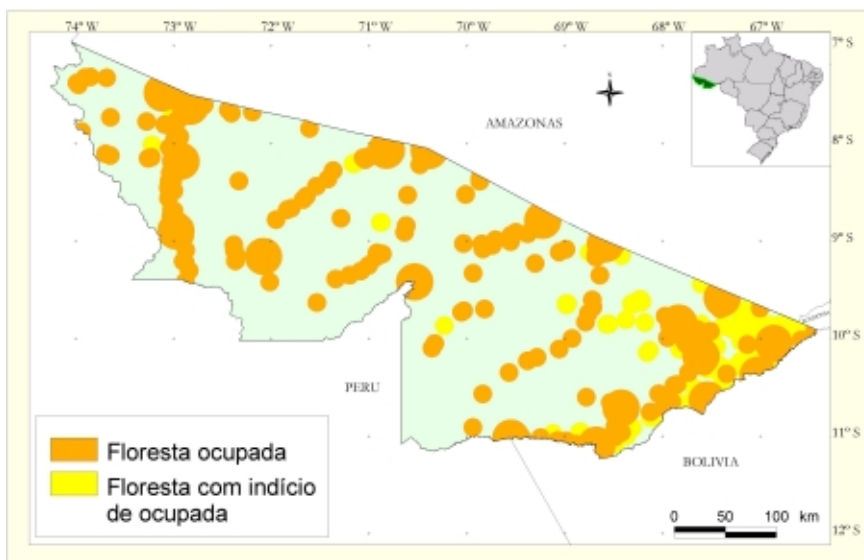 74° W 73° W 72° W 71° W 70° W 69° W 68° W 67° W
7° S
AMAZONAS
8° S
9° S
10° S
PERU
11° S
BOLIVIA
12° S
Floresta ocupada
Floresta com indício
de ocupada
0 50 100 km